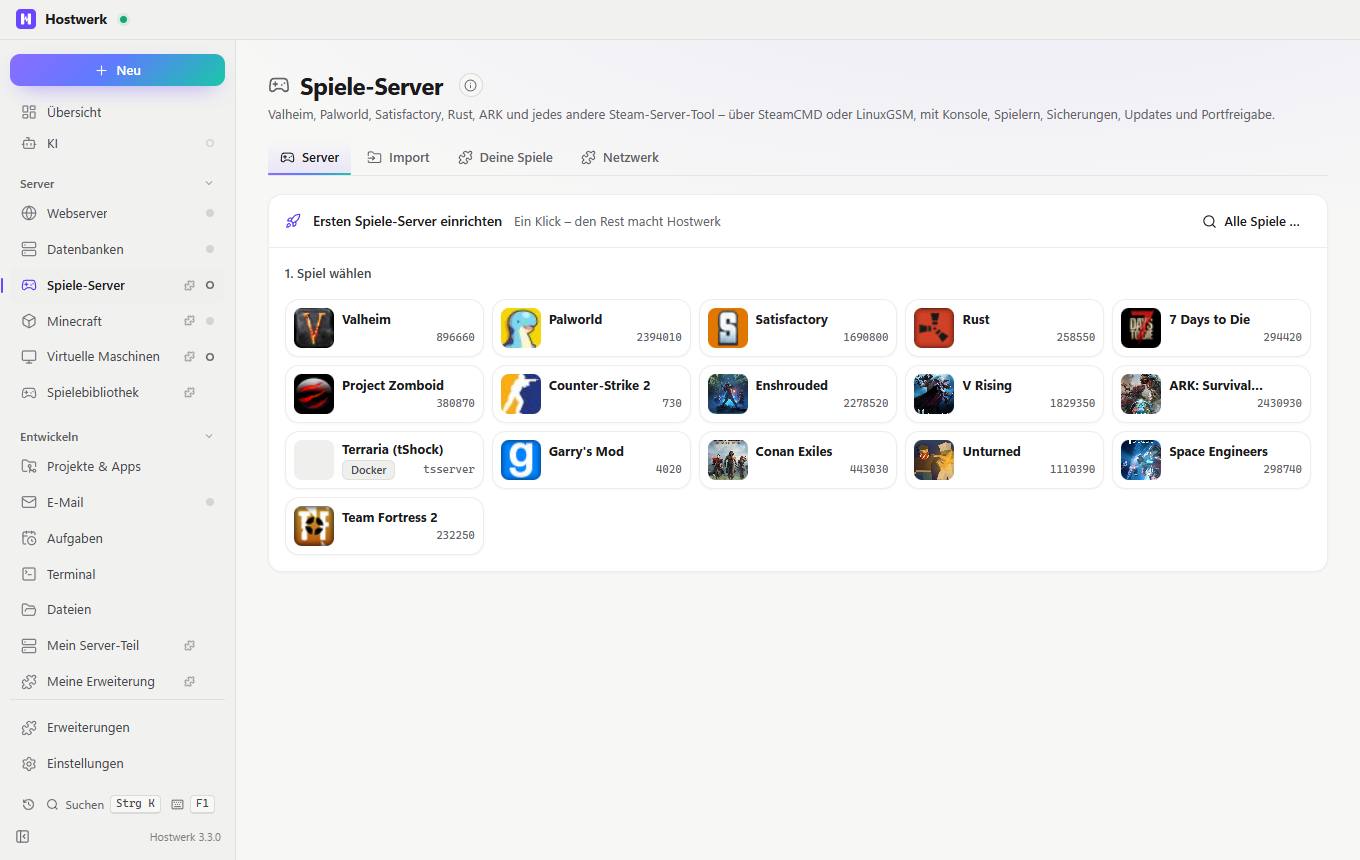 Hostwerk
Neu
Übersicht
KI
Server
Webserver
Datenbanken
Spiele-Server
Minecraft
Virtuelle Maschinen
Spielebibliothek
Entwickeln
Projekte & Apps
E-Mail
Aufgaben
Terminal
Dateien
Mein Server-Teil
Meine Erweiterung
Erweiterungen
Einstellungen
Suchen Strg K F1
Hostwerk 3.3.0
Spiele-Server
Valheim, Palworld, Satisfactory, Rust, ARK und jedes andere Steam-Server-Tool – über SteamCMD oder LinuxGSM, mit Konsole, Spielern, Sicherungen, Updates und Portfreigabe.
Server Import Deine Spiele Netzwerk
Ersten Spiele-Server einrichten Ein Klick – den Rest macht Hostwerk Alle Spiele ...
1. Spiel wählen
Valheim
896660
Palworld
2394010
Satisfactory
1690800
Rust
258550
7 Days to Die
294420
Project Zomboid
380870
Counter-Strike 2
730
Enshrouded
2278520
V Rising
1829350
ARK: Survival...
2430930
Terraria (tShock)
Docker tsserver
Garry's Mod
4020
Conan Exiles
443030
Unturned
1110390
Space Engineers
298740
Team Fortress 2
232250